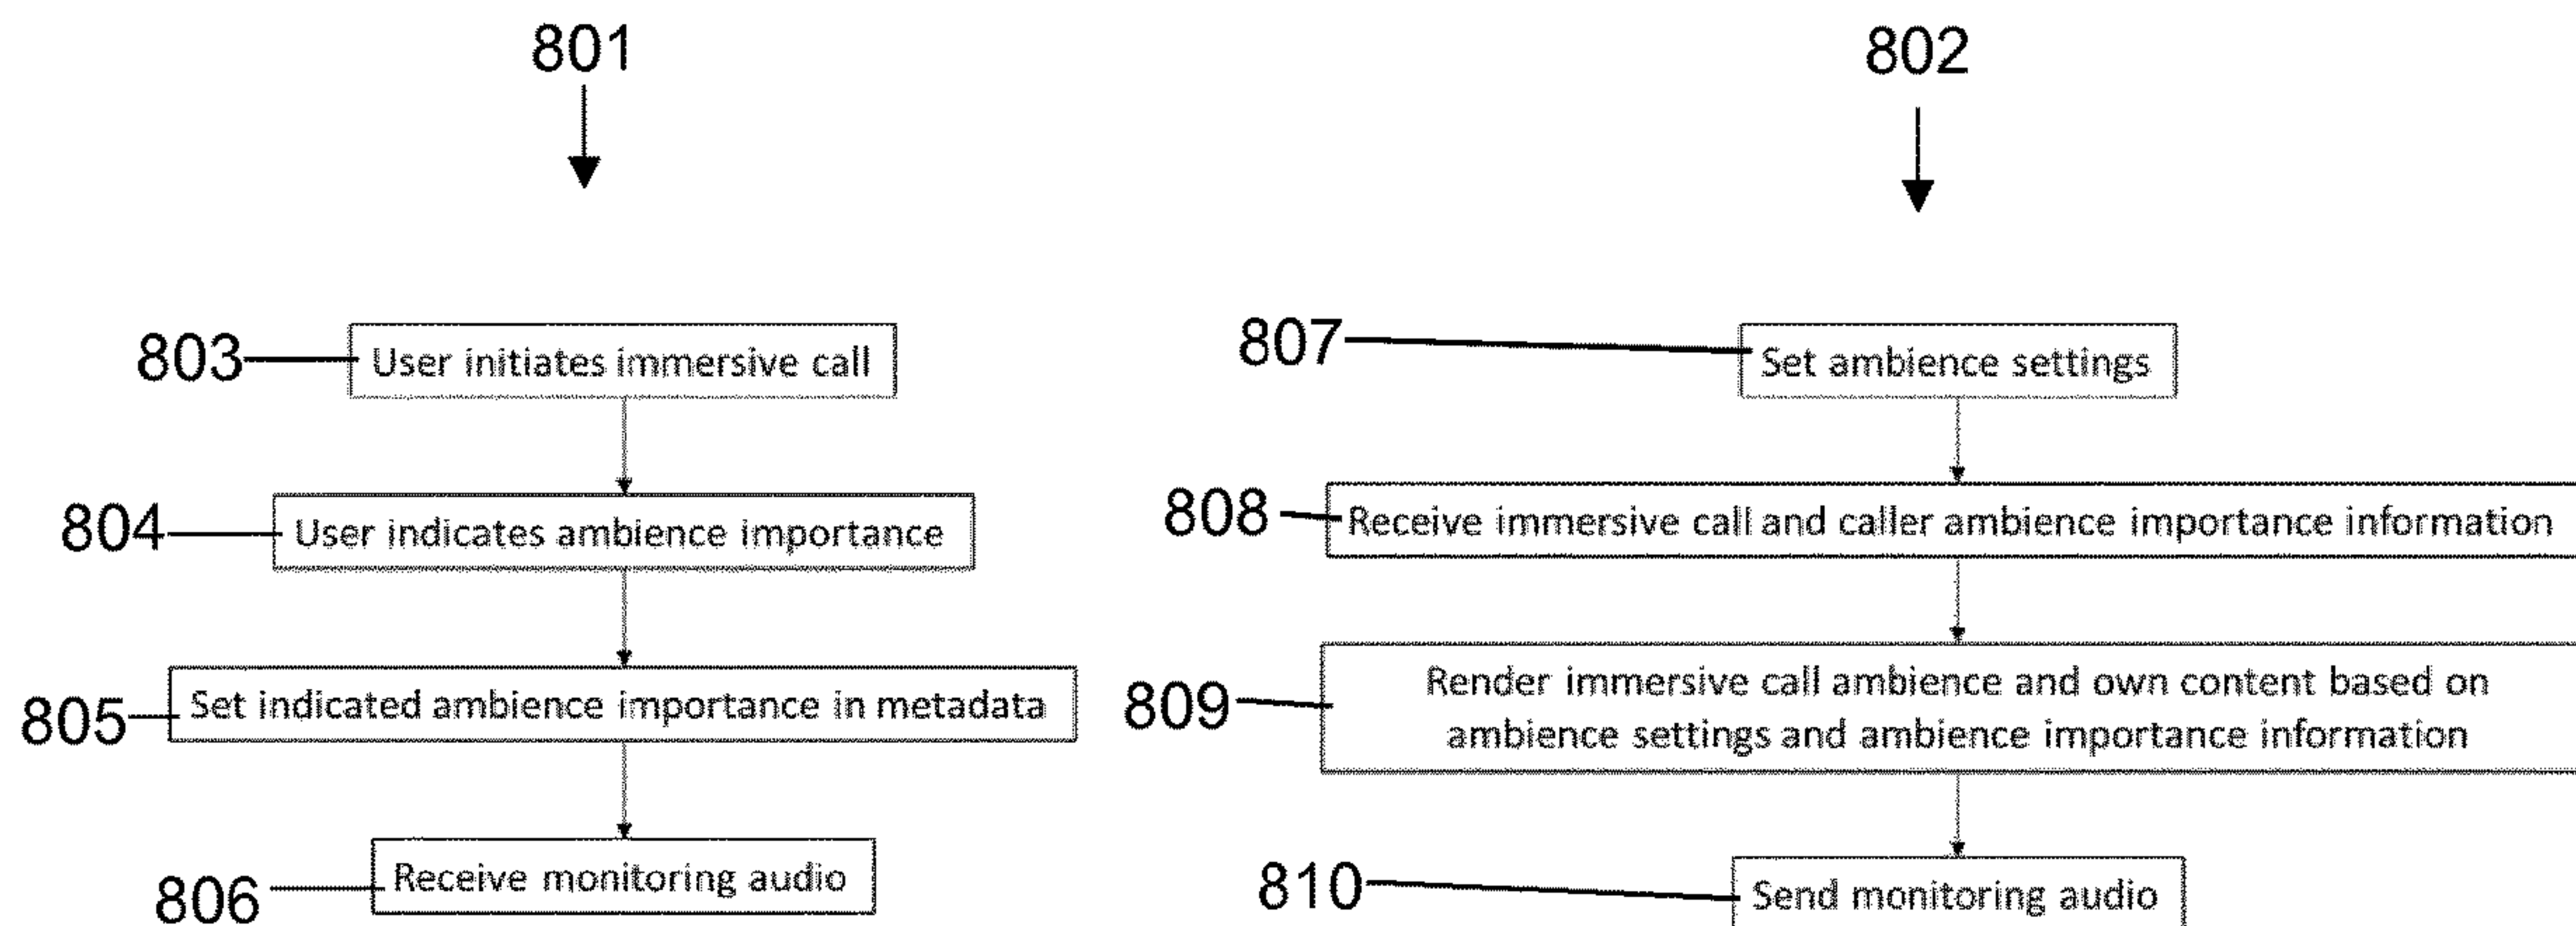 801
803
User initiates immersive call
804
User indicates ambience importance
805
Set indicated ambience importance in metadata
806
Receive monitoring audio
802
807
Set ambience settings
808
Receive immersive call and caller ambience importance information
809
Render immersive call ambience and own content based on
ambience settings and ambience importance information
810
Send monitoring audio